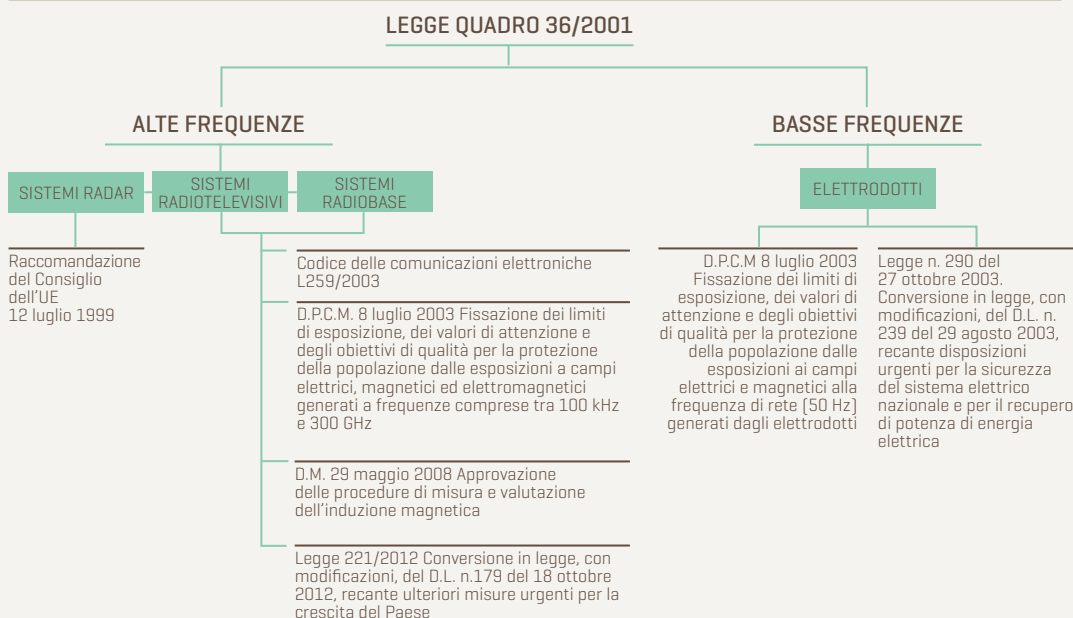 LEGGE QUADRO 36/2001
ALTE FREQUENZE
SISTEMI RADAR
SISTEMI
RADIOTELEVISIVI
SISTEMI
RADIOBASE
Raccomandazione
del Consiglio
dell'UE
12 luglio 1999
Codice delle comunicazioni elettroniche
L259/2003
D.P.C.M. 8 luglio 2003 Fissazione dei limiti
di esposizione, dei valori di attenzione e
degli obiettivi di qualità per la protezione
della popolazione dalle esposizioni a campi
elettrici, magnetici ed elettromagnetici
generati a frequenze comprese tra 100 kHz
e 300 GHz
D.M. 29 maggio 2008 Approvazione
delle procedure di misura e valutazione
dell'induzione magnetica
Legge 221/2012 Conversione in legge, con
modifications, del D.L. n.179 del 18 ottobre
2012, recante ulteriori misure urgenti per la
crescita del Paese
BASSE FREQUENZE
ELETTRODOTTI
D.P.C.M 8 luglio 2003
Fissazione dei limiti di
esposizione, dei valori di
attenzione e degli obiettivi
di qualità per la protezione
della popolazione dalle
esposizioni ai campi
elettrici e magnetici alla
frequenza di rete (50 Hz)
generati dagli elettrodotti
Legge n. 290 del
27 ottobre 2003.
Conversione in legge, con
modificazioni, del D.L. n.
239 del 29 agosto 2003,
recante disposizioni
urgenti per la sicurezza
del sistema elettrico
nazionale e per il recupero
di potenza di energia
elettrica